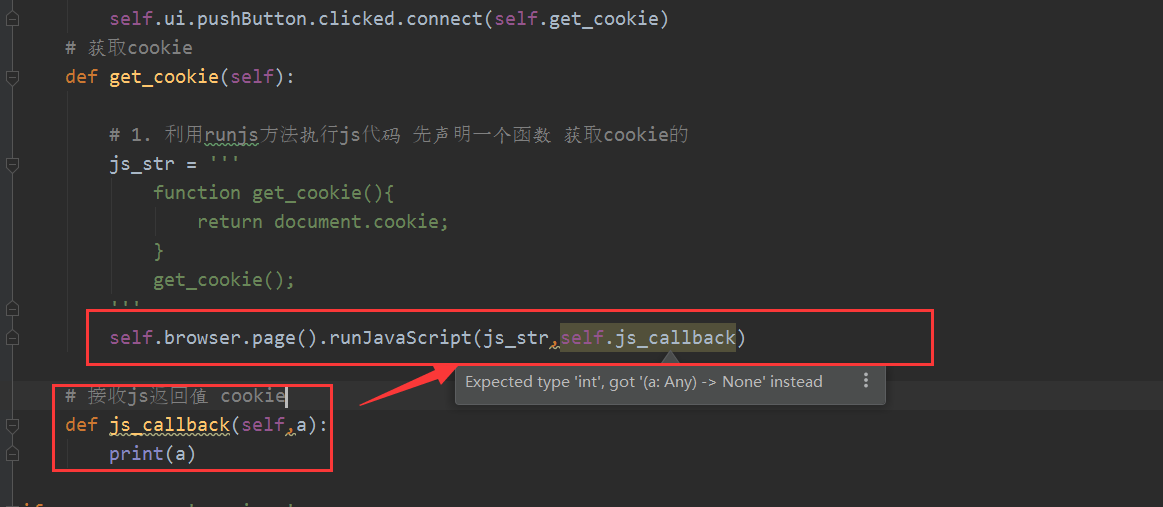 self.ui.pushButton.clicked.connect(self.get_cookie)
# 获取cookie
def get_cookie(self):
# 1. 利用runjs方法执行js代码 先声明一个函数 获取cookie的
js_str = '''
function get_cookie(){
return document.cookie;
}
get_cookie();
'''
self.browser.page().runJavaScript(js_str,self.js_callback)
Expected type 'int', got '(a: Any) -> None' instead
# 接收js返回值 cookie
def js_callback(self,a):
print(a)